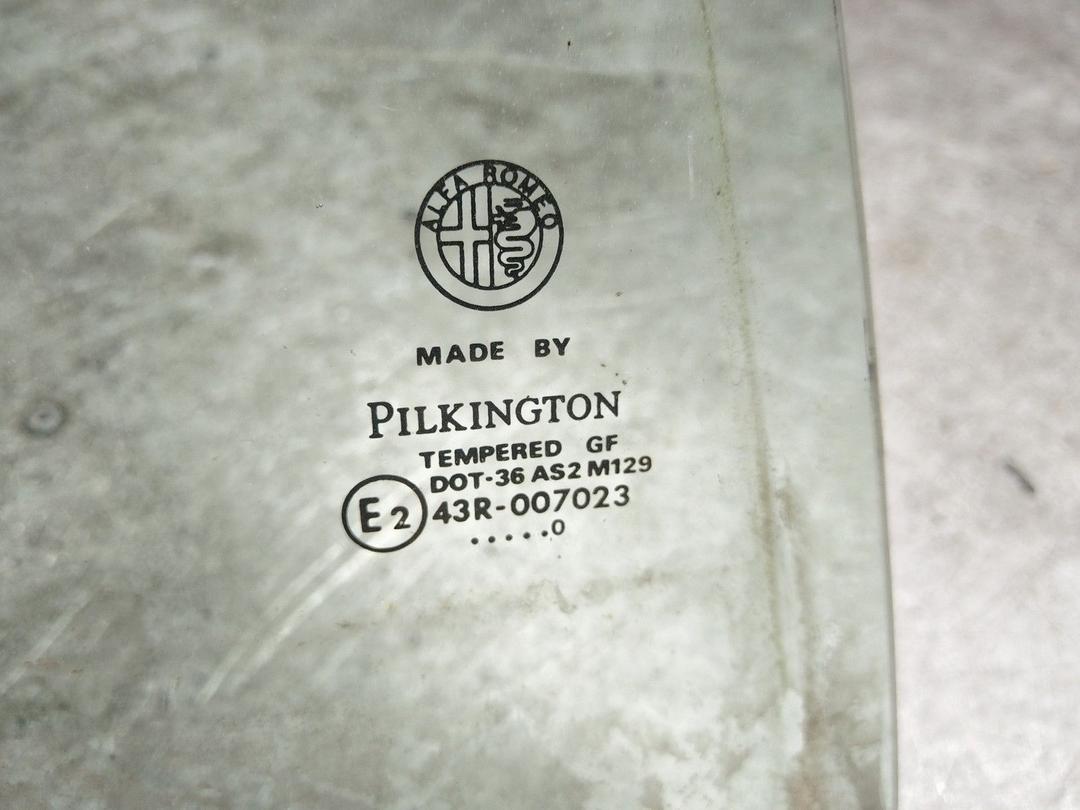 ALFA ROMEO
MADE BY
PILKINGTON
TEMPERED GF
DOT-36 AS2 M129
E2 43R-007023
.....0